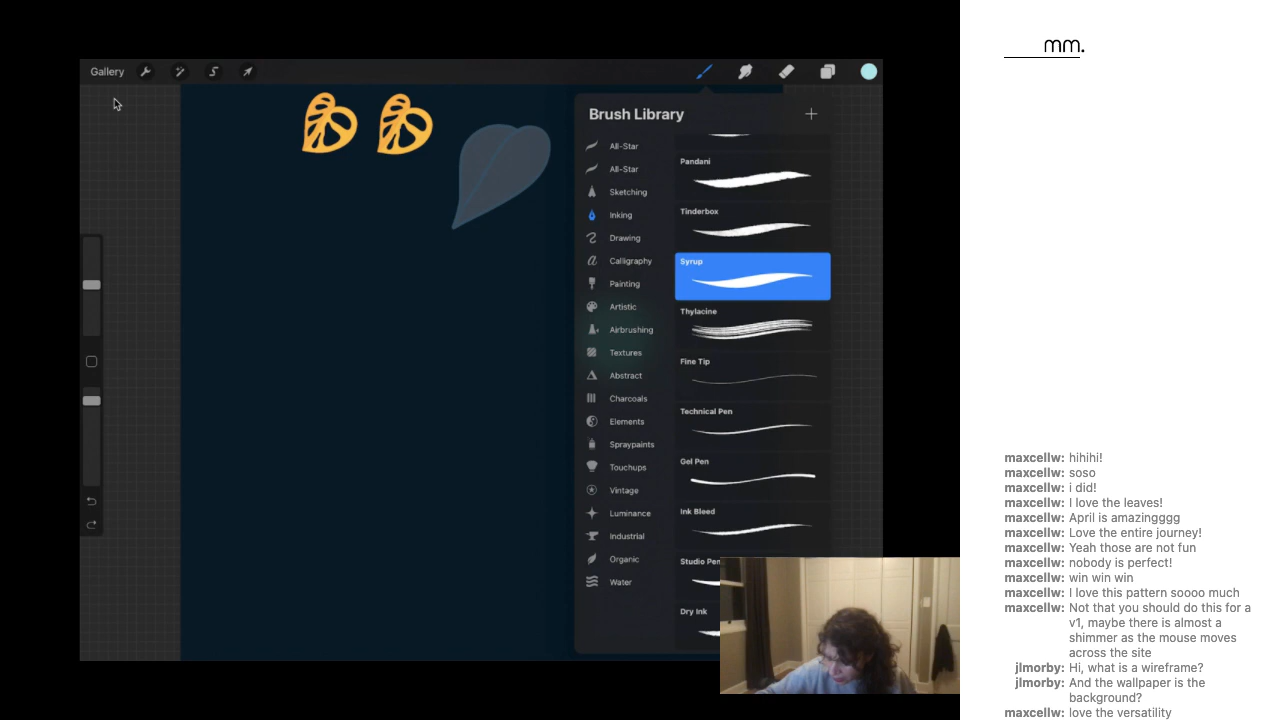 Gallery
Brush Library
All-Star
All-Star
Sketching
Inking
Drawing
Calligraphy
Painting
Artistic
Airbrushing
Textures
Abstract
Charcoals
Elements
Spraypaints
Touchups
Vintage
Luminance
Industrial
Organic
Water
Pandani
Tinderbox
Syrup
Thylacine
Fine Tip
Technical Pen
Gel Pen
Ink Bleed
Studio Pen
Dry Ink
mm.
maxcellw: hihihi!
maxcellw: soso
maxcellw: i did!
maxcellw: I love the leaves!
maxcellw: April is amazingggg
maxcellw: Love the entire journey!
maxcellw: Yeah those are not fun
maxcellw: nobody is perfect!
maxcellw: win win win
maxcellw: I love this pattern soooo much
maxcellw: Not that you should do this for a
v1, maybe there is almost a
shimmer as the mouse moves
across the site
jlmorby: Hi, what is a wireframe?
jlmorby: And the wallpaper is the
background?
maxcellw: love the versatility